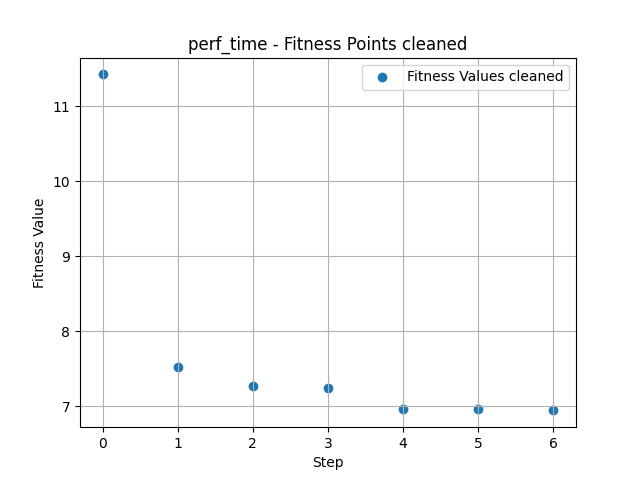 perf_time - Fitness Points cleaned
Fitness Values cleaned
Fitness Value
11
10
9
8
7
0 1 2 3 4 5 6
Step